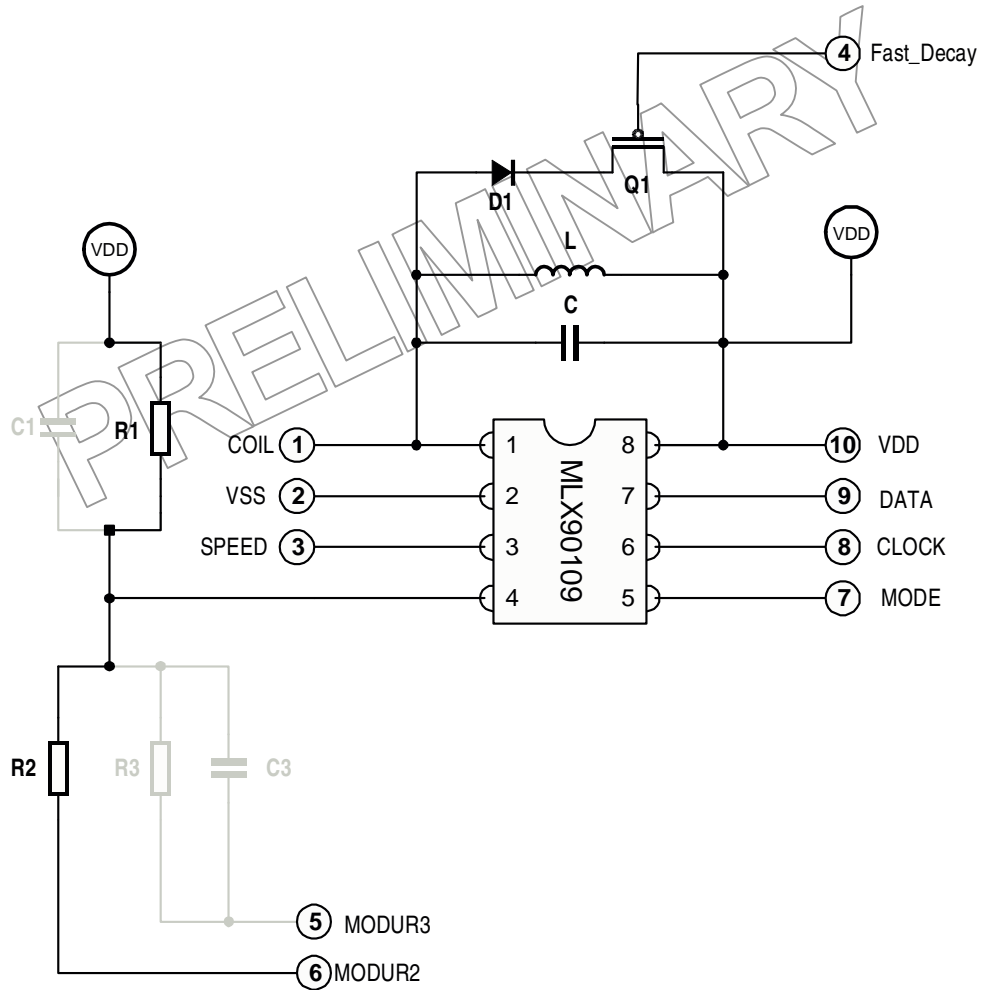 PRELIMINARY
4 Fast_Decay
D1
Q1
L
VDD
VDD
C
C1
R1
COIL 1
1
8
10 VDD
VSS 2
2
7
9 DATA
SPEED 3
3
6
8 CLOCK
4
5
7 MODE
MLX90109
R2
R3
C3
5 MODUR3
6 MODUR2